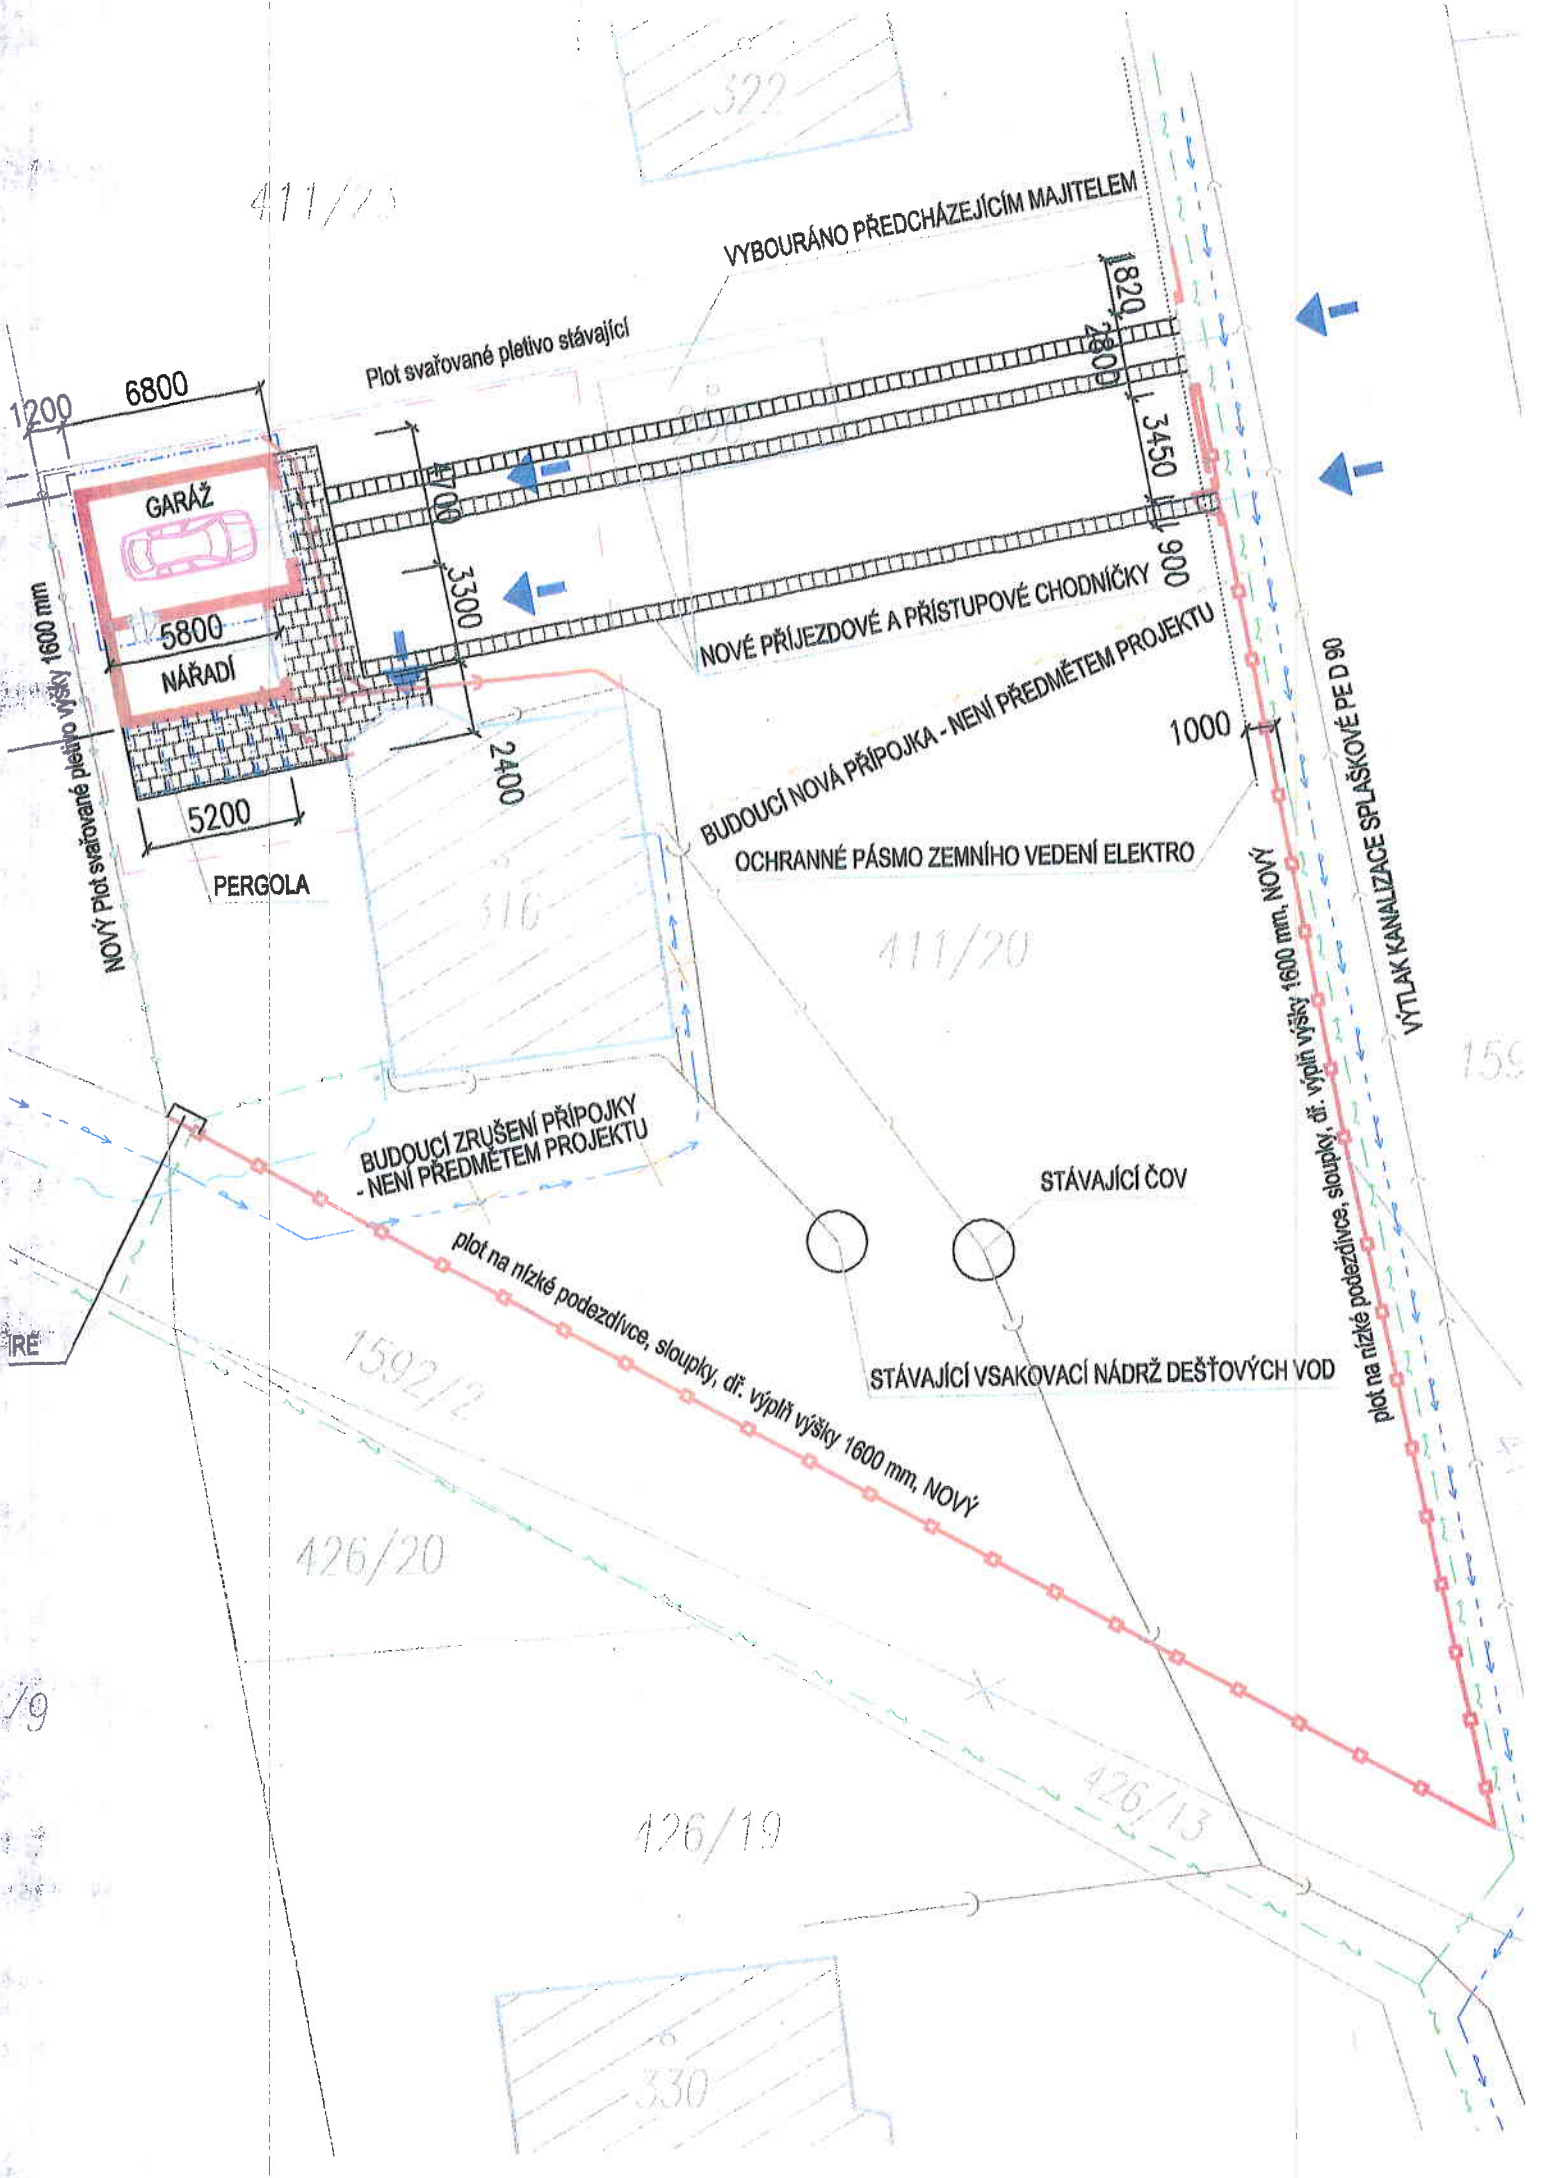 322
411/23
VYBOURÁNO PŘEDCHÁZEJÍCÍM MAJITELEM
1820
2800
Plot svařované pletivo stávající
6800
1200
3450
GARÁŽ
4700
900
3300
NOVÉ PŘÍJEZDOVÉ A PŘÍSTUPOVÉ CHODNÍČKY
5800
NÁŘADÍ
NOVÝ Plot svařované pletivo výšky 1600 mm
BUDOUCÍ NOVÁ PŘÍPOJKA - NENÍ PŘEDMĚTEM PROJEKTU
1000
2400
5200
OCHRANNÉ PÁSMO ZEMNÍHO VEDENÍ ELEKTRO
PERGOLA
VÝTLAK KANALIZACE SPLAŠKOVÉ PE D 90
316
411/20
plot na nízké podezdívce, sloupky, dř. výplň výšky 1600 mm, NOVÝ
159
BUDOUCÍ ZRUŠENÍ PŘÍPOJKY
- NENÍ PŘEDMĚTEM PROJEKTU
STÁVAJÍCÍ ČOV
plot na nízké podezdívce, sloupky, dř. výplň výšky 1600 mm, NOVÝ
IRE
1592/2
STÁVAJÍCÍ VSAKOVACÍ NÁDRŽ DEŠŤOVÝCH VOD
426/20
/9
426/13
426/19
330